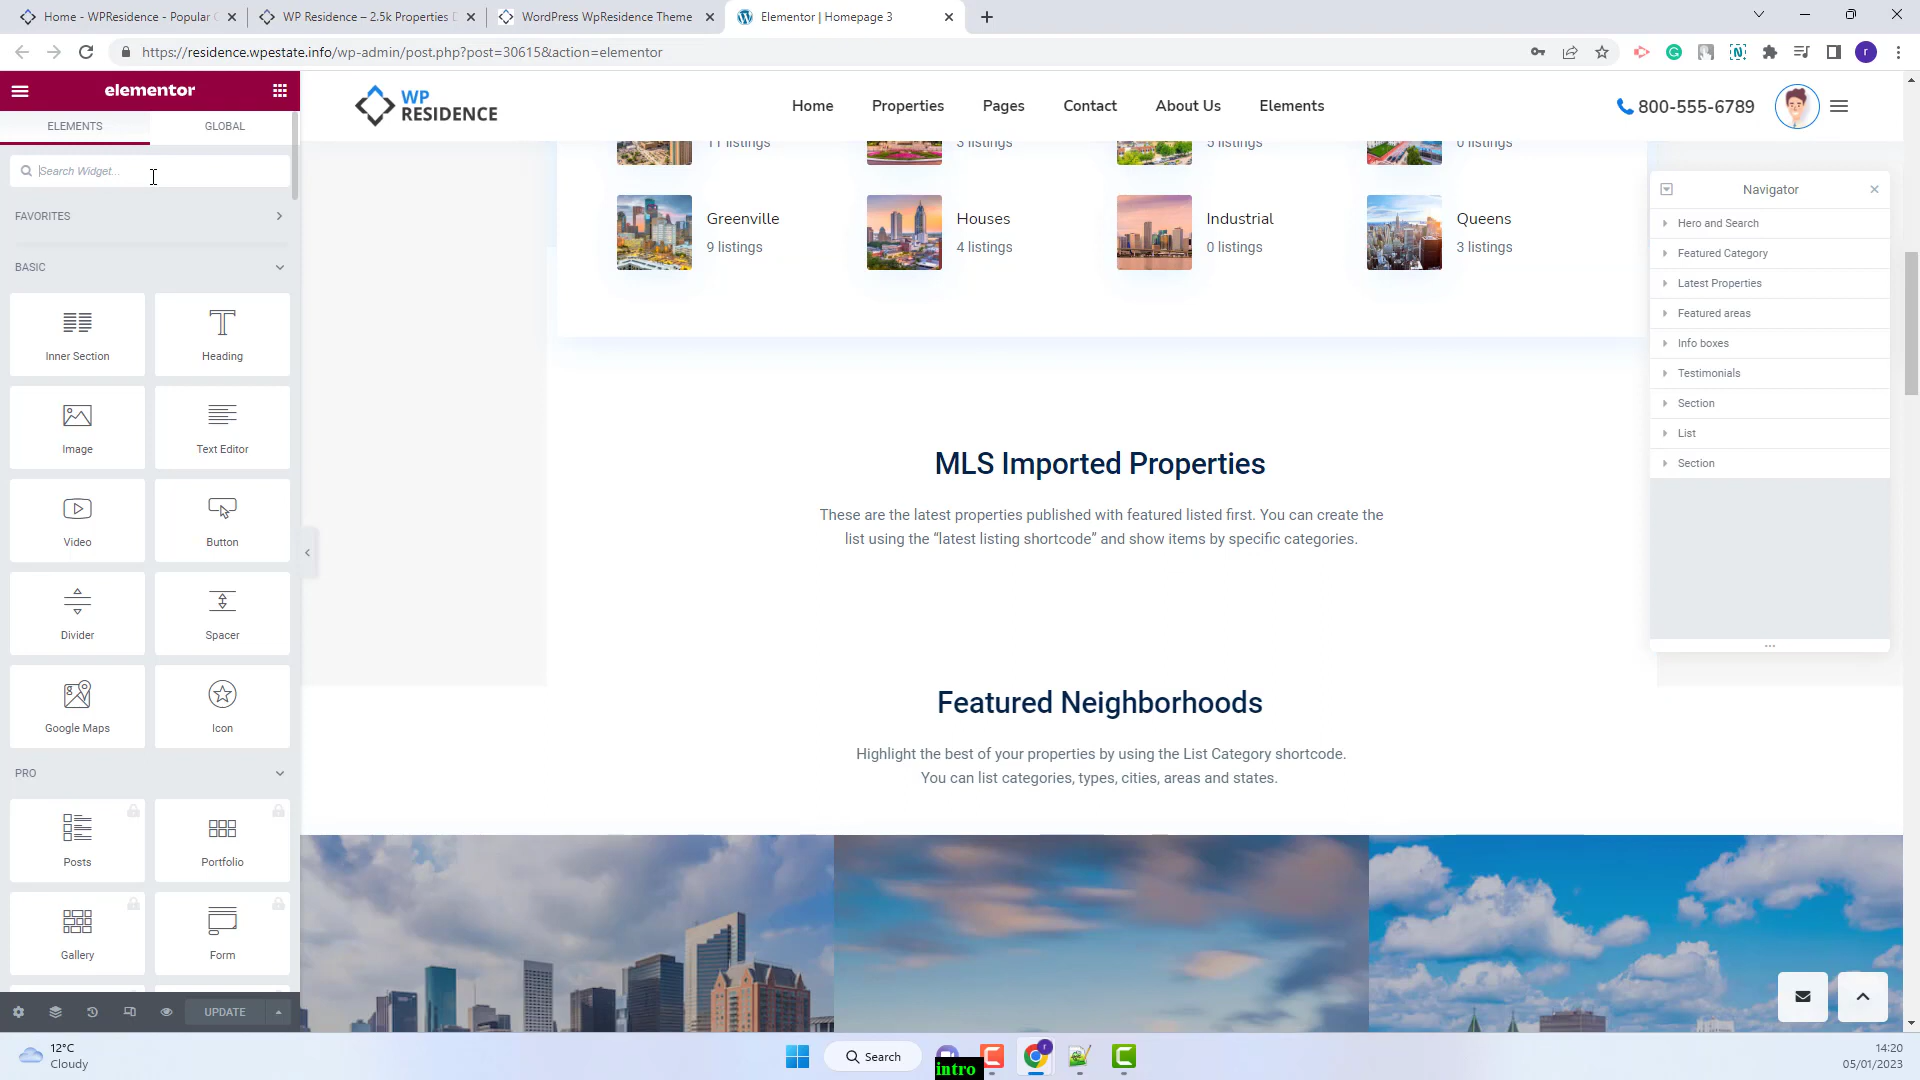 Home - WPResidence - Popular
WP Residence – 2.5k Properties D
WordPress WpResidence Theme
Elementor | Homepage 3
https://residence.wpestate.info/wp-admin/post.php?post=30615&action=elementor
r
elementor
ELEMENTS
GLOBAL
Search Widget...
FAVORITES
BASIC
Inner Section
Heading
Image
Text Editor
Video
Button
Divider
Spacer
Google Maps
Icon
PRO
Posts
Portfolio
Gallery
Form
UPDATE
WP
RESIDENCE
Home
Properties
Pages
Contact
About Us
Elements
800-555-6789
11 listings
3 listings
5 listings
0 listings
Greenville
9 listings
Houses
4 listings
Industrial
0 listings
Queens
3 listings
MLS Imported Properties
These are the latest properties published with featured listed first. You can create the
list using the “latest listing shortcode” and show items by specific categories.
Featured Neighborhoods
Highlight the best of your properties by using the List Category shortcode.
You can list categories, types, cities, areas and states.
Navigator
Hero and Search
Featured Category
Latest Properties
Featured areas
Info boxes
Testimonials
Section
List
Section
12°C
Cloudy
Search
intro
14:20
05/01/2023